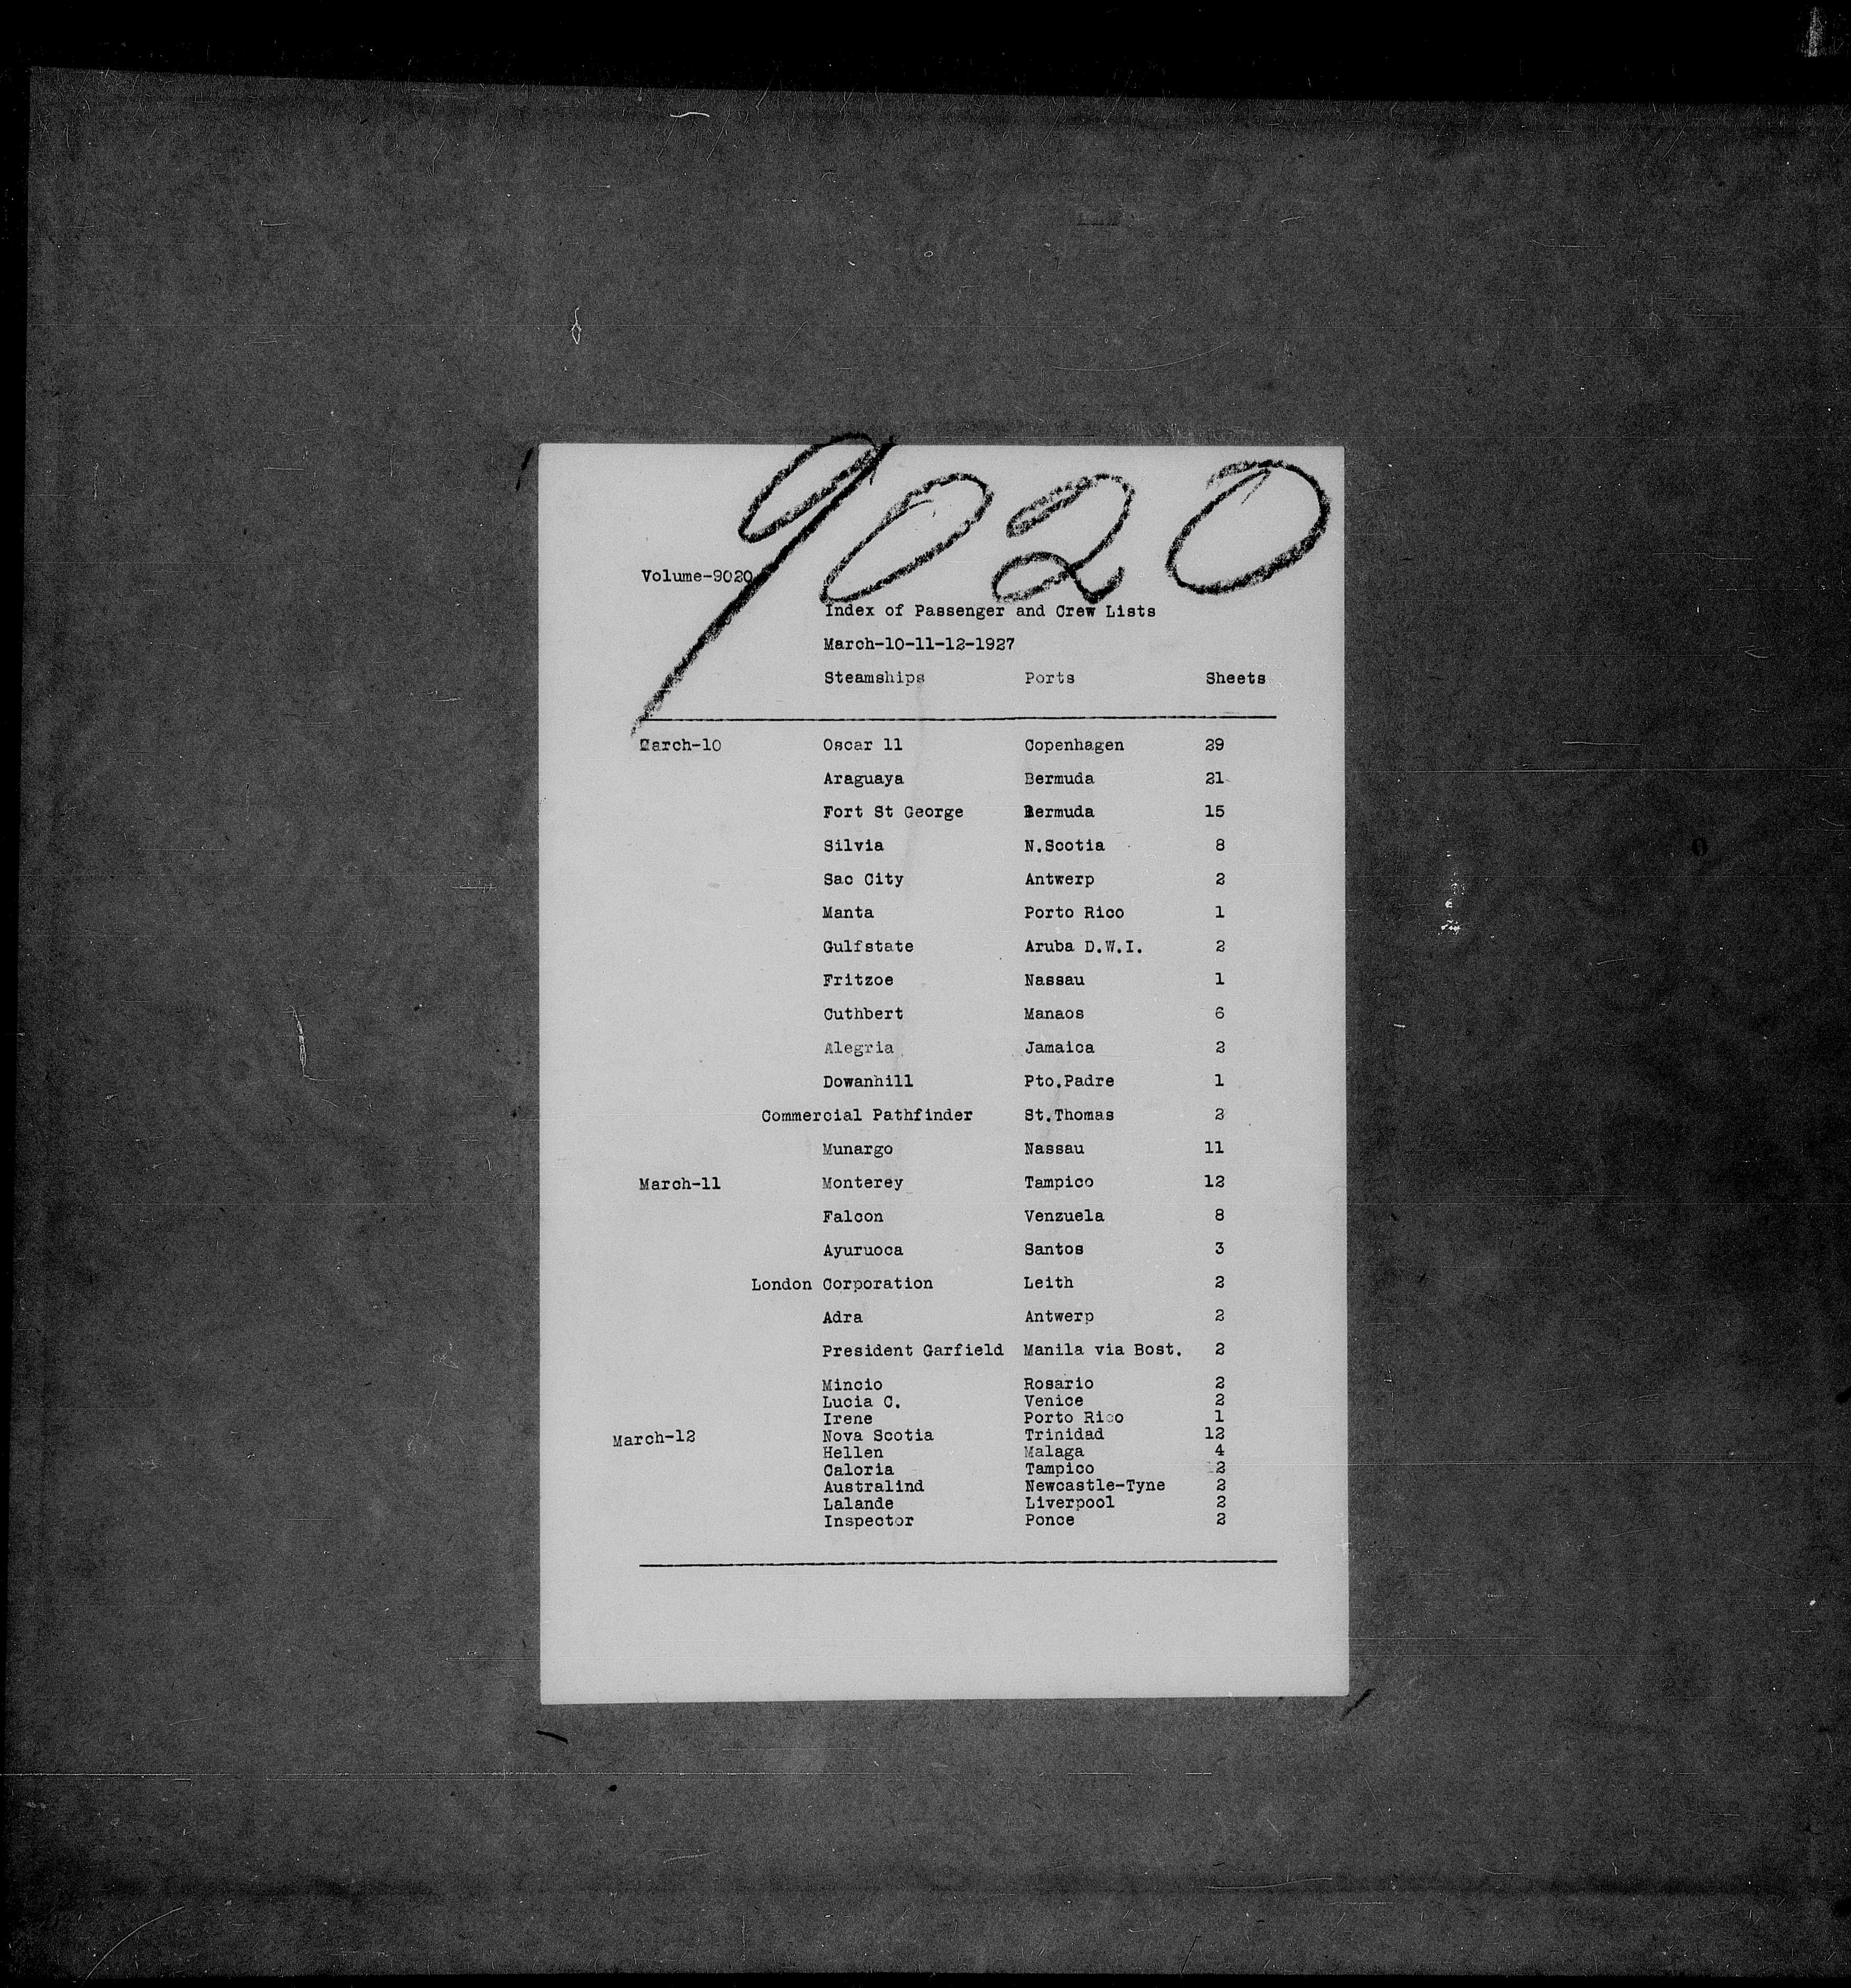 9020
Volume-9020
Index of Passenger and Crew Lists
March-10-11-12-1927
Steamships Ports Sheets
March-10 Oscar 11 Copenhagen 29
Araguaya Bermuda 21
Fort St George Bermuda 15
Silvia N.Scotia 8
Sac City Antwerp 2
Manta Porto Rico 1
Gulfstate Aruba D.W.I. 2
Fritzoe Nassau 1
Cuthbert Manaos 6
Alegria Jamaica 2
Dowanhill Pto.Padre 1
Commercial Pathfinder St.Thomas 2
Munargo Nassau 11
March-11 Monterey Tampico 12
Falcon Venzuela 8
Ayuruoca Santos 3
London Corporation Leith 2
Adra Antwerp 2
President Garfield Manila via Bost. 2
Mincio Rosario 2
Lucia C. Venice 2
Irene Porto Rico 1
March-12 Nova Scotia Trinidad 12
Hellen Malaga 4
Caloria Tampico 2
Australind Newcastle-Tyne 2
Lalande Liverpool 2
Inspector Ponce 2